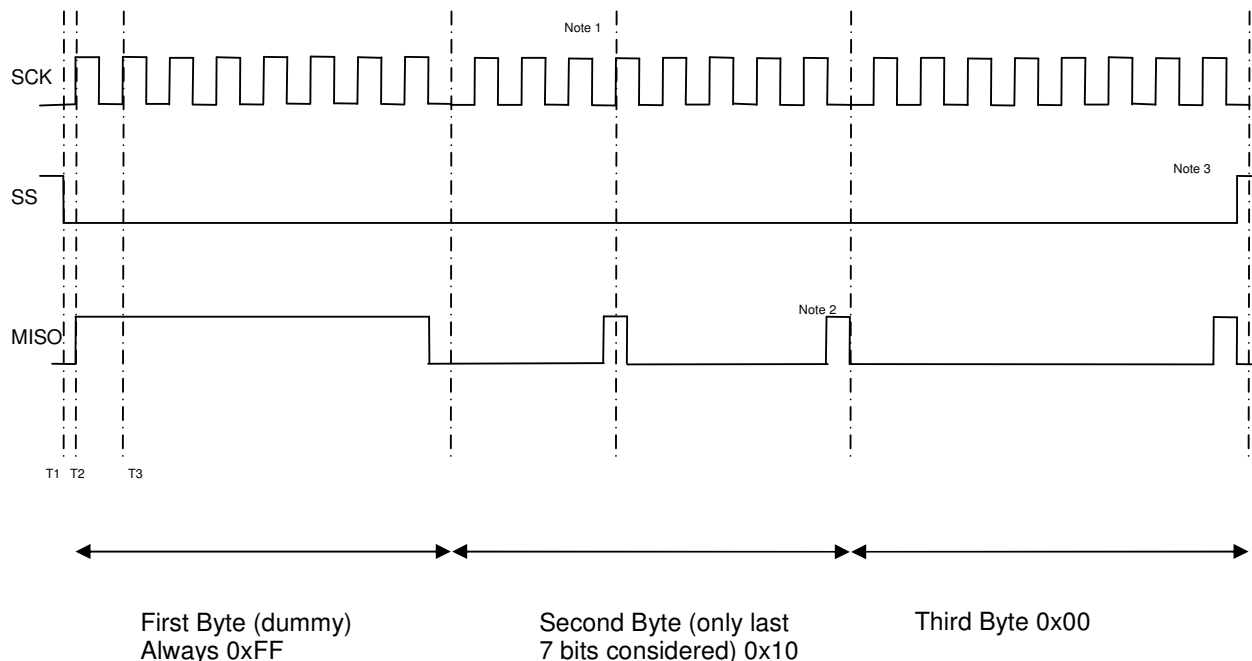 Note 1
SCK
Note 3
SS
Note 2
MISO
T1 T2 T3
First Byte (dummy)
Always 0xFF
Second Byte (only last
7 bits considered) 0x10
Third Byte 0x00